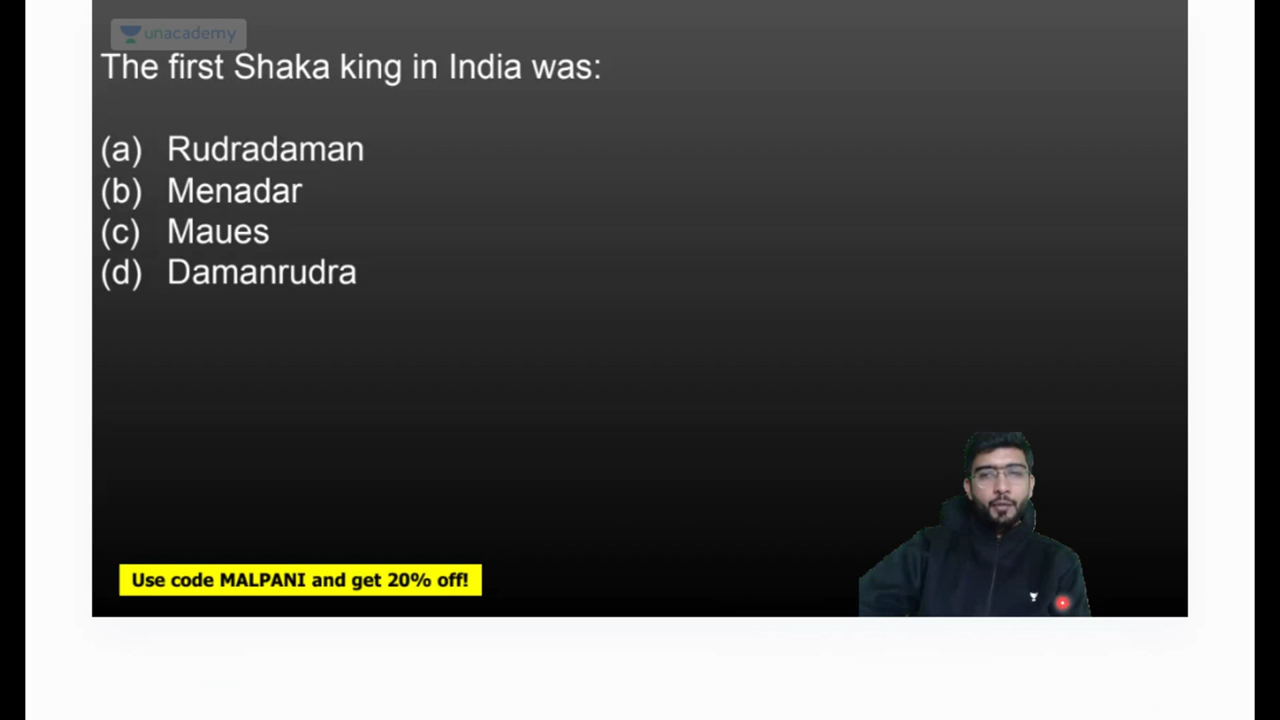 unacademy
The first Shaka king in India was:
(a) Rudradaman
(b) Menadar
(c) Maues
(d) Damanrudra
Use code MALPANI and get 20% off!